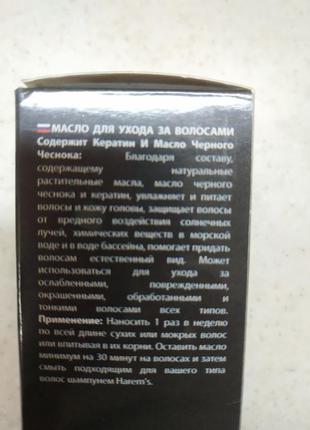 МАСЛО ДЛЯ УХОДА ЗА ВОЛОСАМИ
Содержит Кератин И Масло Черного
Чеснока: Благодаря составу,
содержащему натуральные
растительные масла, масло черного
чеснока и кератин, увлажняет и питает
волосы и кожу головы, защищает волосы
от вредного воздействия солнечных
лучей, химических веществ в морской
воде и в воде бассейна, помогает придать
волосам естественный вид. Может
использоваться для ухода за
ослабленными, поврежденными,
окрашенными, обработанными и
тонкими волосами всех типов.
Применение: Наносить 1 раз в неделю
по всей длине сухих или мокрых волос
или впитывая в их корни. Оставить масло
минимум на 30 минут на волосах и затем
смыть подходящим для вашего типа
волос шампунем Harem's.